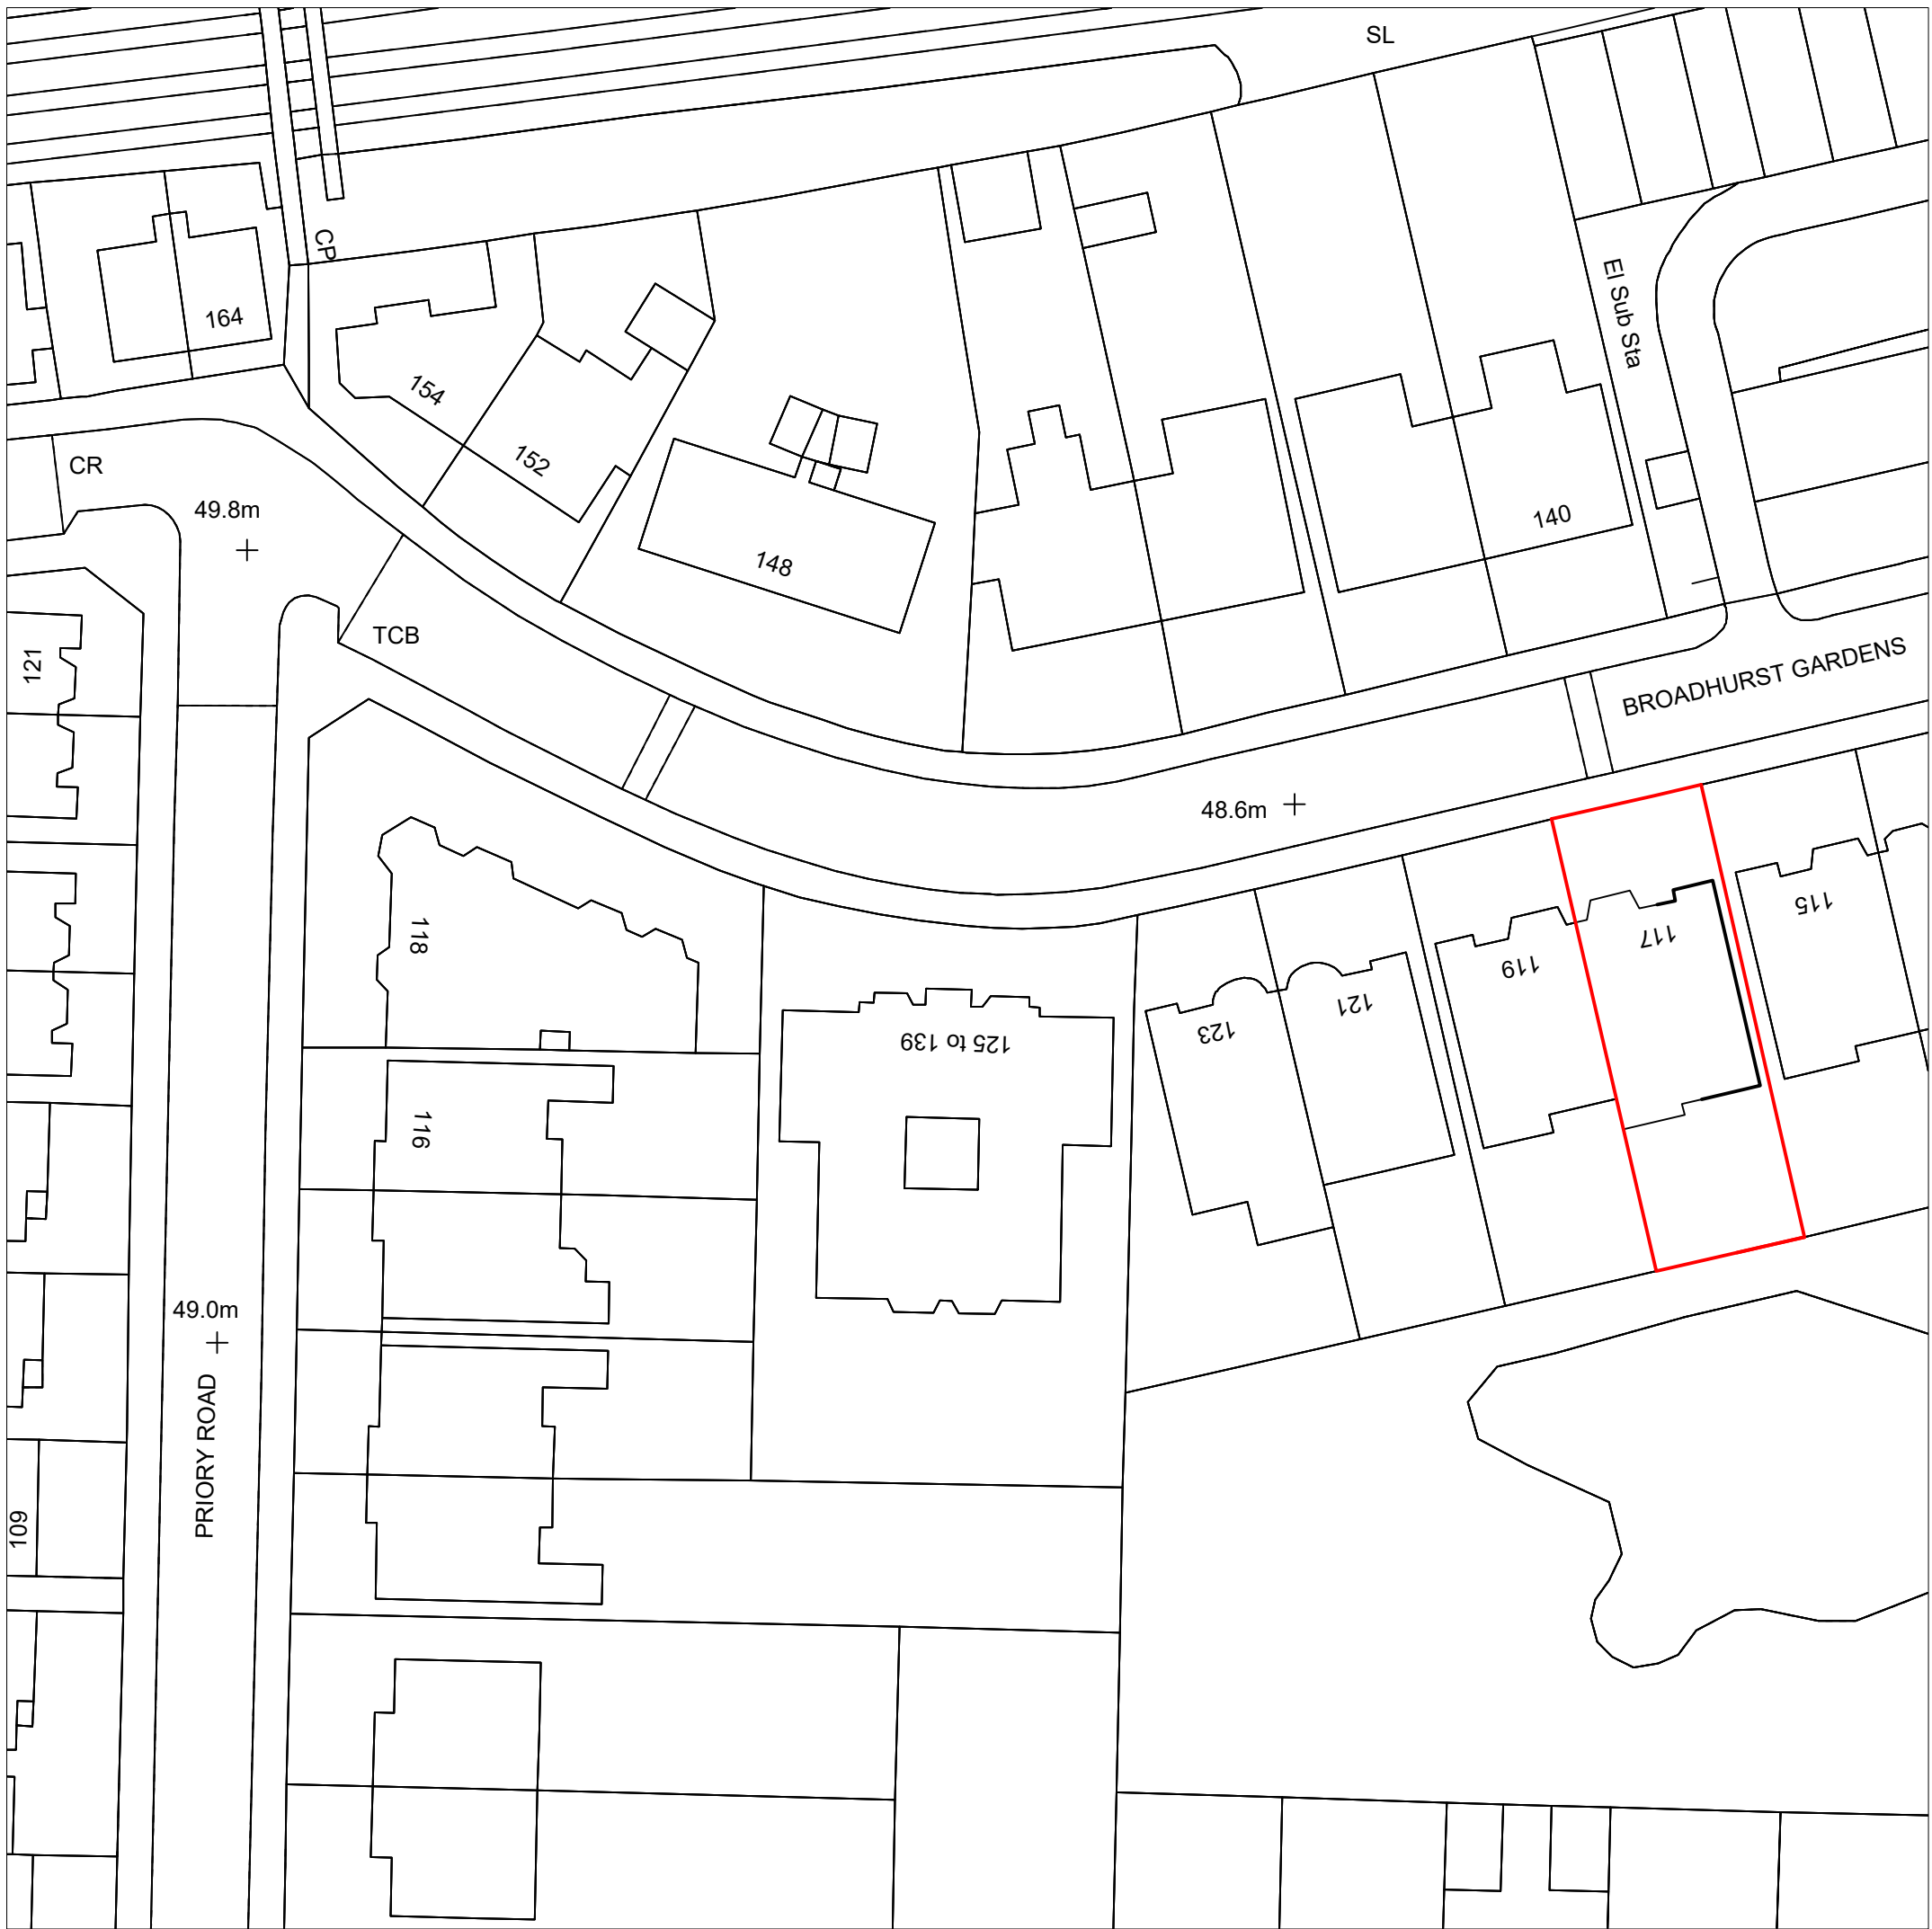 SL
CP
164
El Sub Sta
154
152
CR
49.8m
148
140
TCB
121
BROADHURST GARDENS
48.6m
115
118
117
119
121
123
125 to 139
116
49.0m
PRIORY ROAD
109